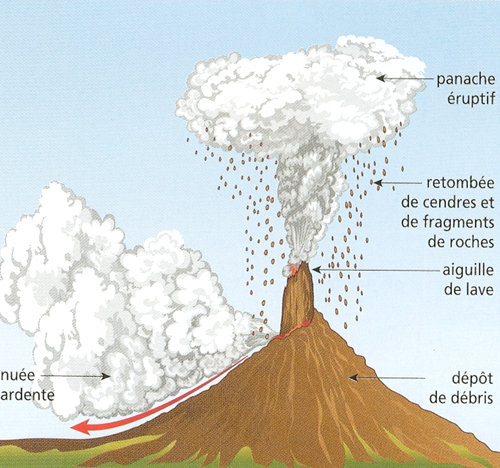 panache
éruptif
retombée
de cendres et
de fragments
de roches
aiguille
de lave
nuée
ardente
dépôt
de débris